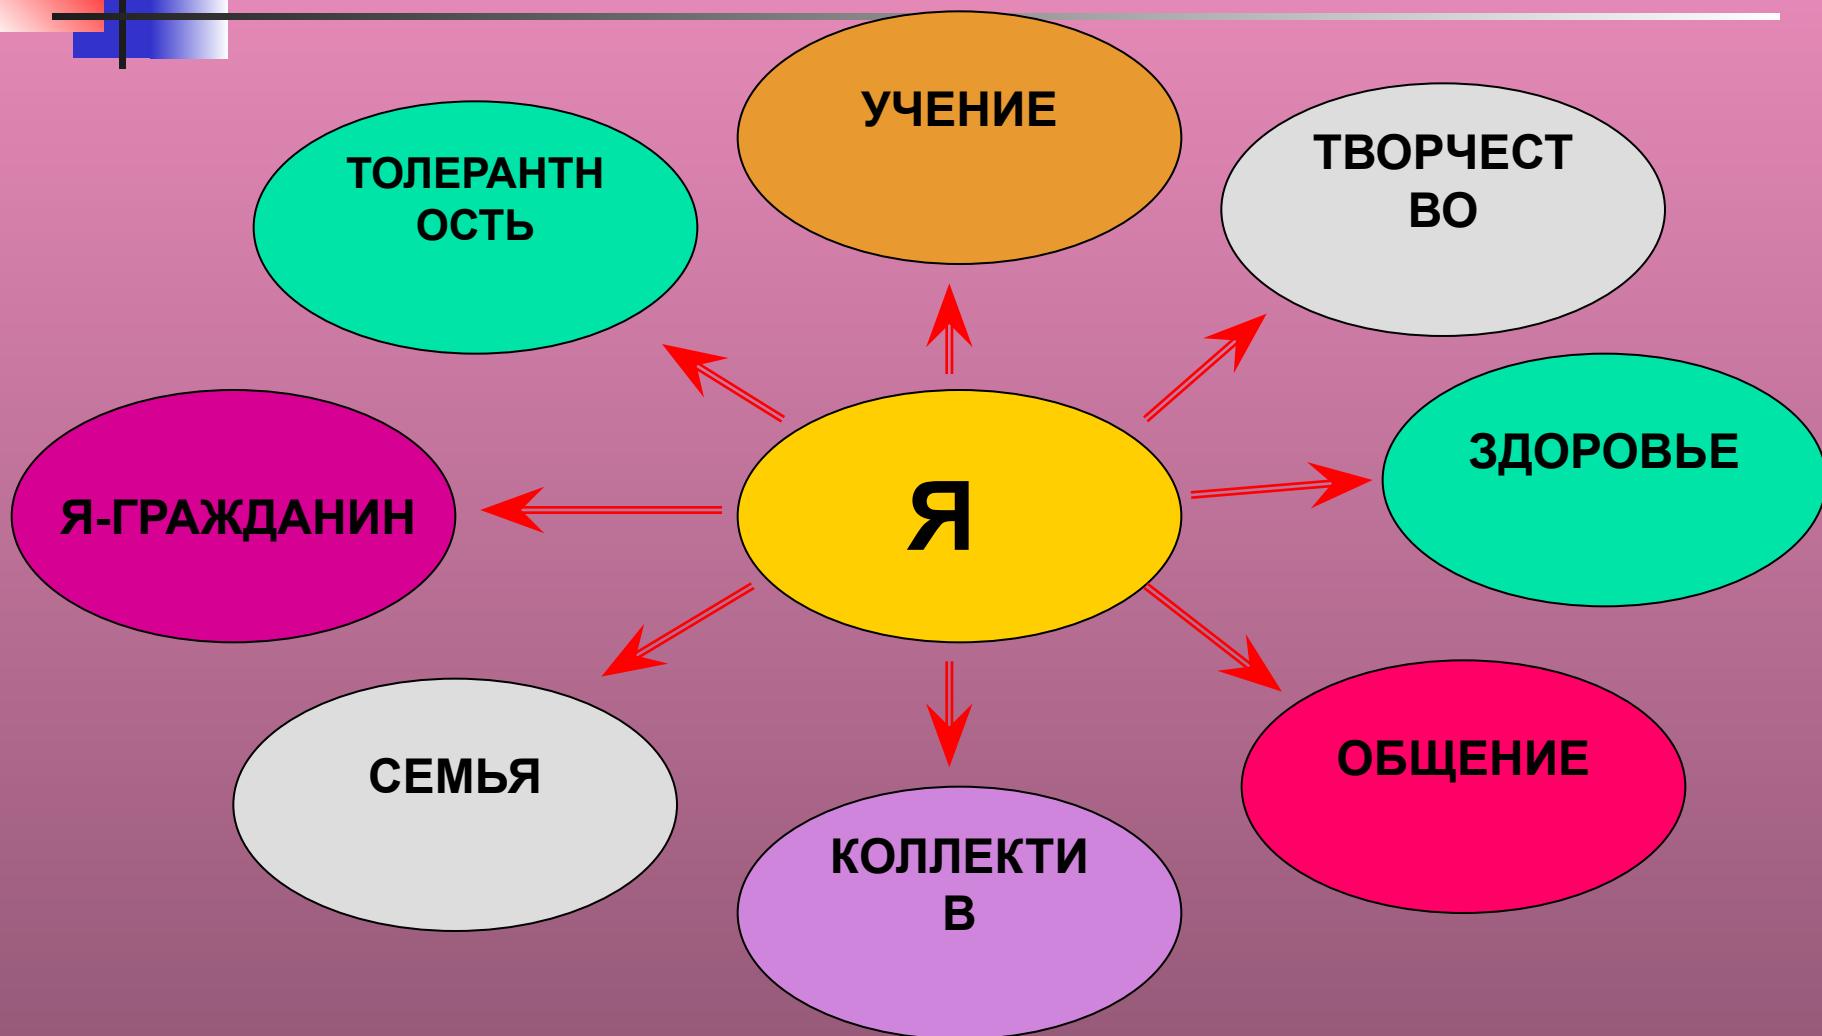 УЧЕНИЕ
ТВОРЧЕСТ
ВО
ТОЛЕРАНТН
ОСТЬ
ЗДОРОВЬЕ
Я
Я-ГРАЖДАНИН
СЕМЬЯ
ОБЩЕНИЕ
КОЛЛЕКТИ
В